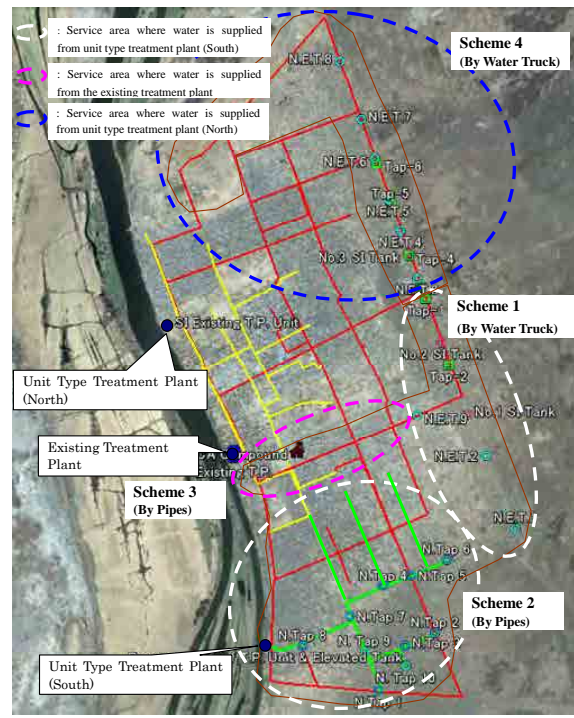 : Service area where water is supplied
from unit type treatment plant (South)
: Service area where water is supplied
from the existing treatment plant
: Service area where water is supplied
from unit type treatment plant (North)
Scheme 4
(By Water Truck)
N.E.T.8
N.E.T.7
N.E.T.6
Tap-6
Tap-5
N.E.T.5
N.E.T.4
No.3 SI Tank
Tap-4
Scheme 1
(By Water Truck)
SI Existing T.P. Unit
No.2 SI Tank
Tap-2
Unit Type Treatment Plant
(North)
N.E.T.9
No.1 SI Tank
Existing Treatment
Plant
Existing T.P.
N.E.T.2
Scheme 3
(By Pipes)
N.Tap 6
N.Tap 4
N.Tap 5
Scheme 2
(By Pipes)
N.Tap 7
N.Tap 8
N. Tap 9
N.Tap 2
Unit Type Treatment Plant
(South)
Unit & Elevated Tank